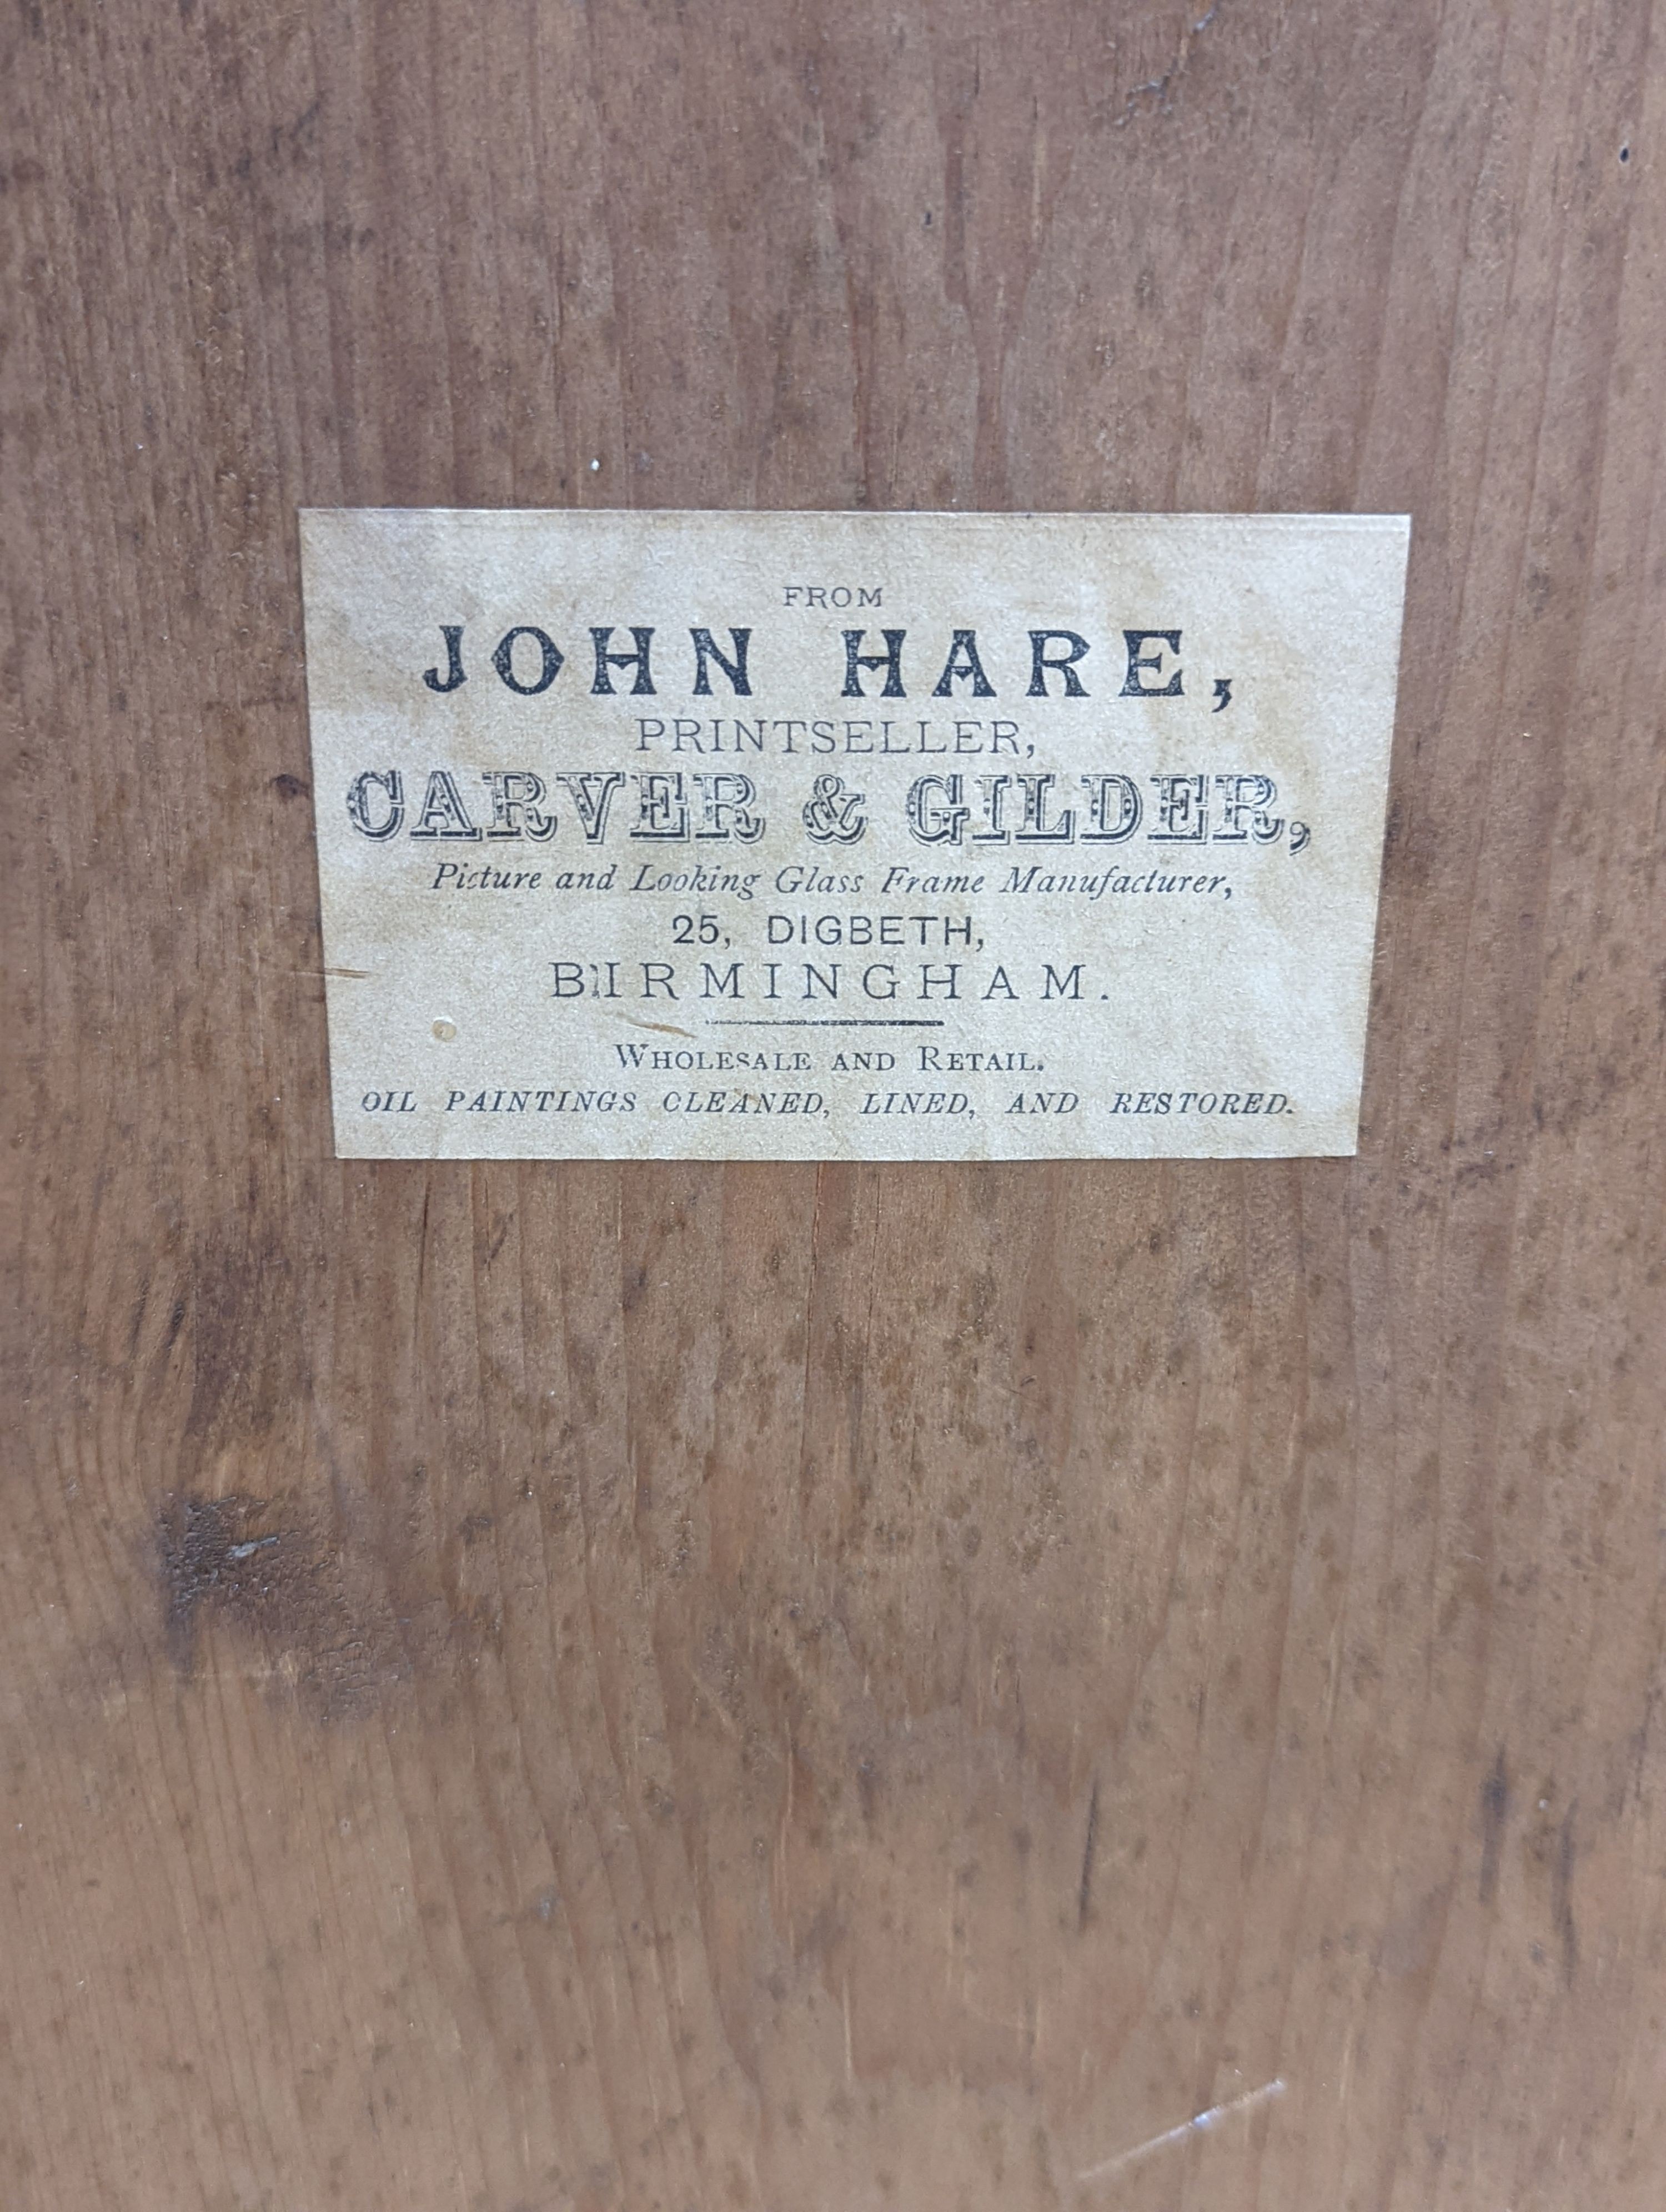 FROM
JOHN HARE,
PRINTSELLER,
CARVER & GILDER,
Picture and Looking Glass Frame Manufacturer,
25, DIGBETH,
BIRMINGHAM.
WHOLESALE AND RETAIL.
OIL PAINTINGS CLEANED, LINED, AND RESTORED.